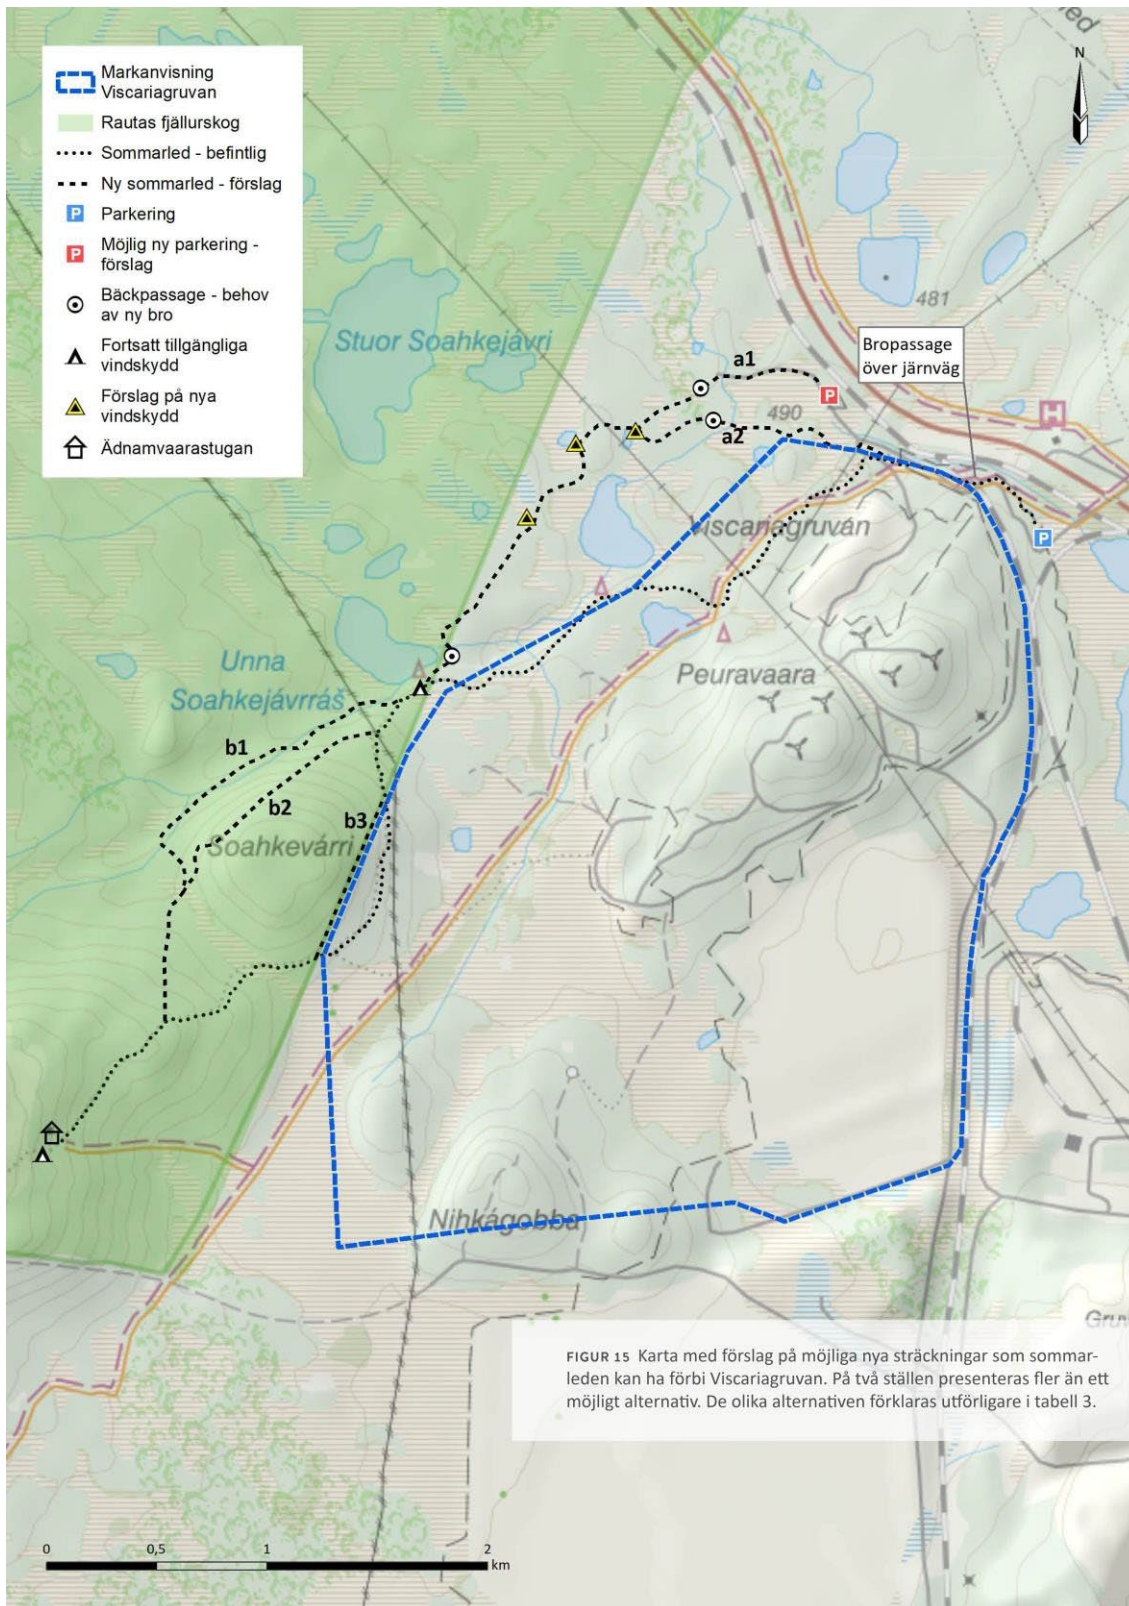 Markanvisning
Viscariagruvan
Rautas fjällurskog
Sommarled - befintlig
Ny sommarled - förslag
P Parkering
P Möjlig ny parkering -
förslag
Bäckpassage - behov
av ny bro
Fortsatt tillgängliga
vindskydd
Förslag på nya
vindskydd
Ädnamvaarastugan
N
481
Stuor Soahkejávri
Bropassage
över järnväg
a1
P
490
H
a2
Viscariagruván
P
Unna
Soahkejávrráš
Peuravaara
b1
b2
b3
Soahkevárri
Nihkágobba
FIGUR 15 Karta med förslag på möjliga nya sträckningar som sommar-
leden kan ha förbi Viscariagruvan. På två ställen presenteras fler än ett
möjligt alternativ. De olika alternativen förklaras utförligare i tabell 3.
0 0,5 1 2
km